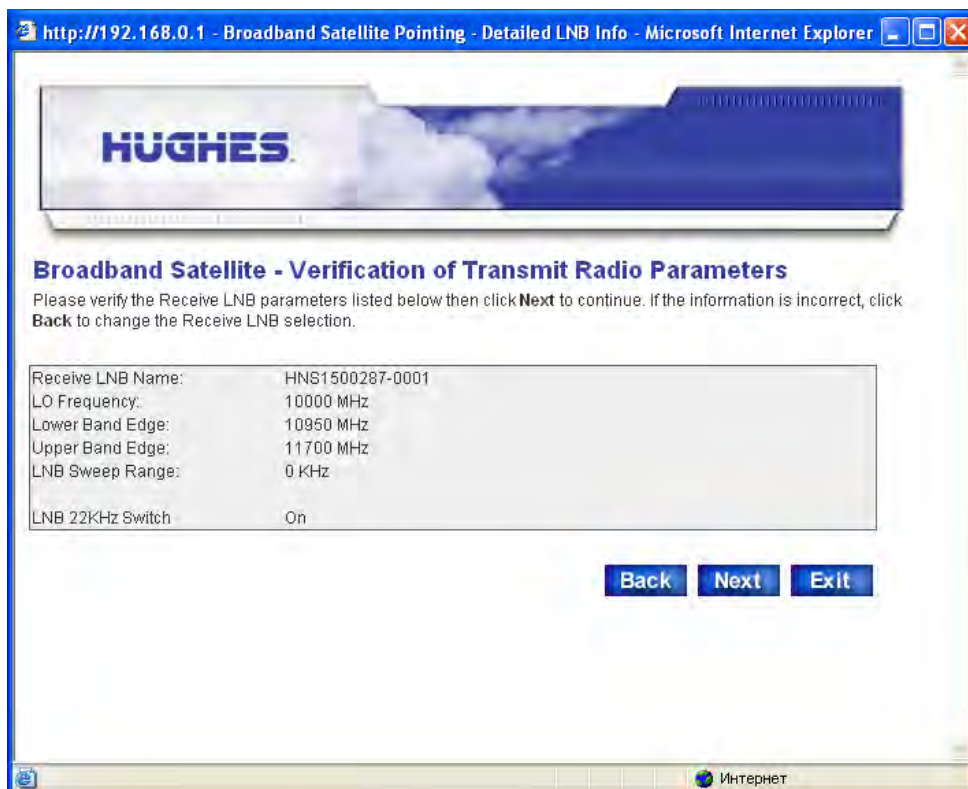 http://192.168.0.1 - Broadband Satellite Pointing - Detailed LNB Info - Microsoft Internet Explorer
HUGHES.
Broadband Satellite - Verification of Transmit Radio Parameters
Please verify the Receive LNB parameters listed below then click Next to continue. If the information is incorrect, click
Back to change the Receive LNB selection.
Receive LNB Name: HNS1500287-0001
LO Frequency: 10000 MHz
Lower Band Edge: 10950 MHz
Upper Band Edge: 11700 MHz
LNB Sweep Range: 0 KHz
LNB 22KHz Switch On
Back Next Exit
Интернет